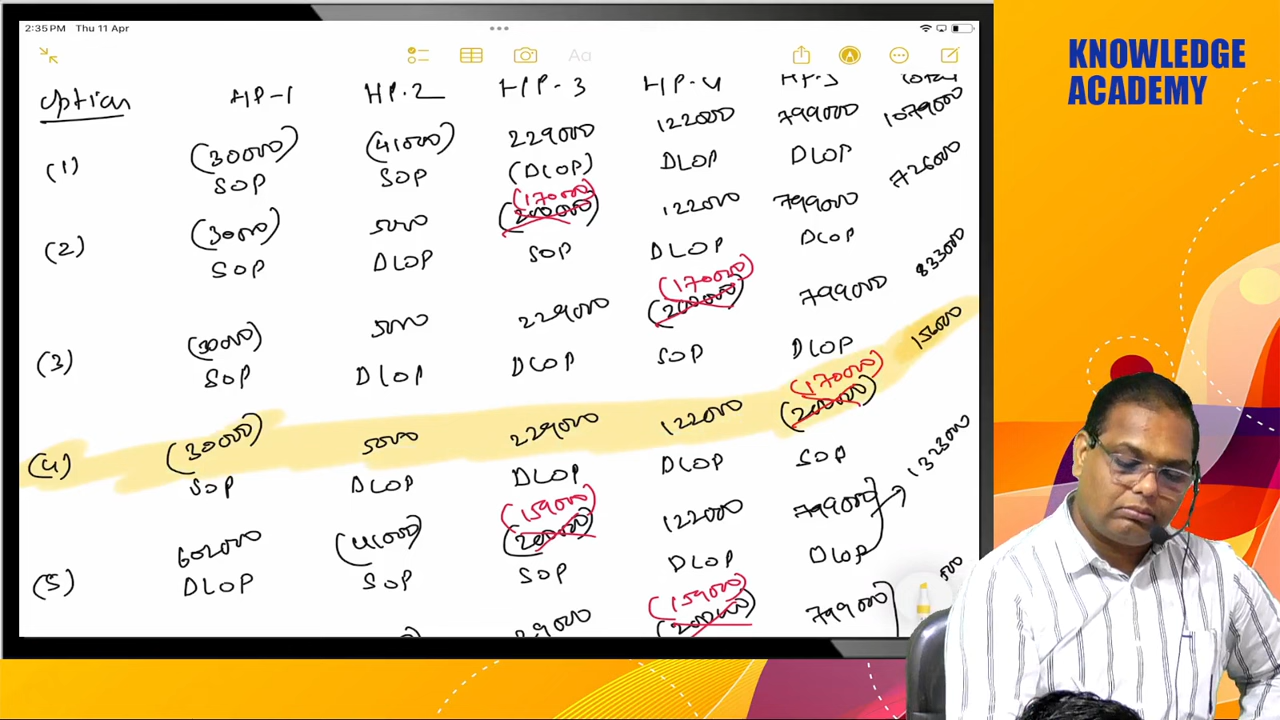 2:35 PM Thu 11 Apr
Aa
KNOWLEDGE
ACADEMY
Option HP-1 HP-2 HP-3 HP-4 HP-5 Total
(1) (30000) (41000) 229000 122000 799000 1079000
SOP SOP (DLOP) DLOP DLOP
(170000)
(2) (30000) 5000 (200000) 122000 799000 726000
SOP DLOP SOP DLOP DLOP
(170000)
(3) (30000) 5000 229000 (200000) 799000 833000
SOP DLOP DLOP SOP DLOP
(170000)
(4) (30000) 5000 229000 122000 (200000) 156000
SOP DLOP DLOP DLOP SOP
(159000)
(5) 602000 (41000) (200000) 122000 799000 1323000
DLOP SOP SOP DLOP DLOP
(159000)
(200000) 799000